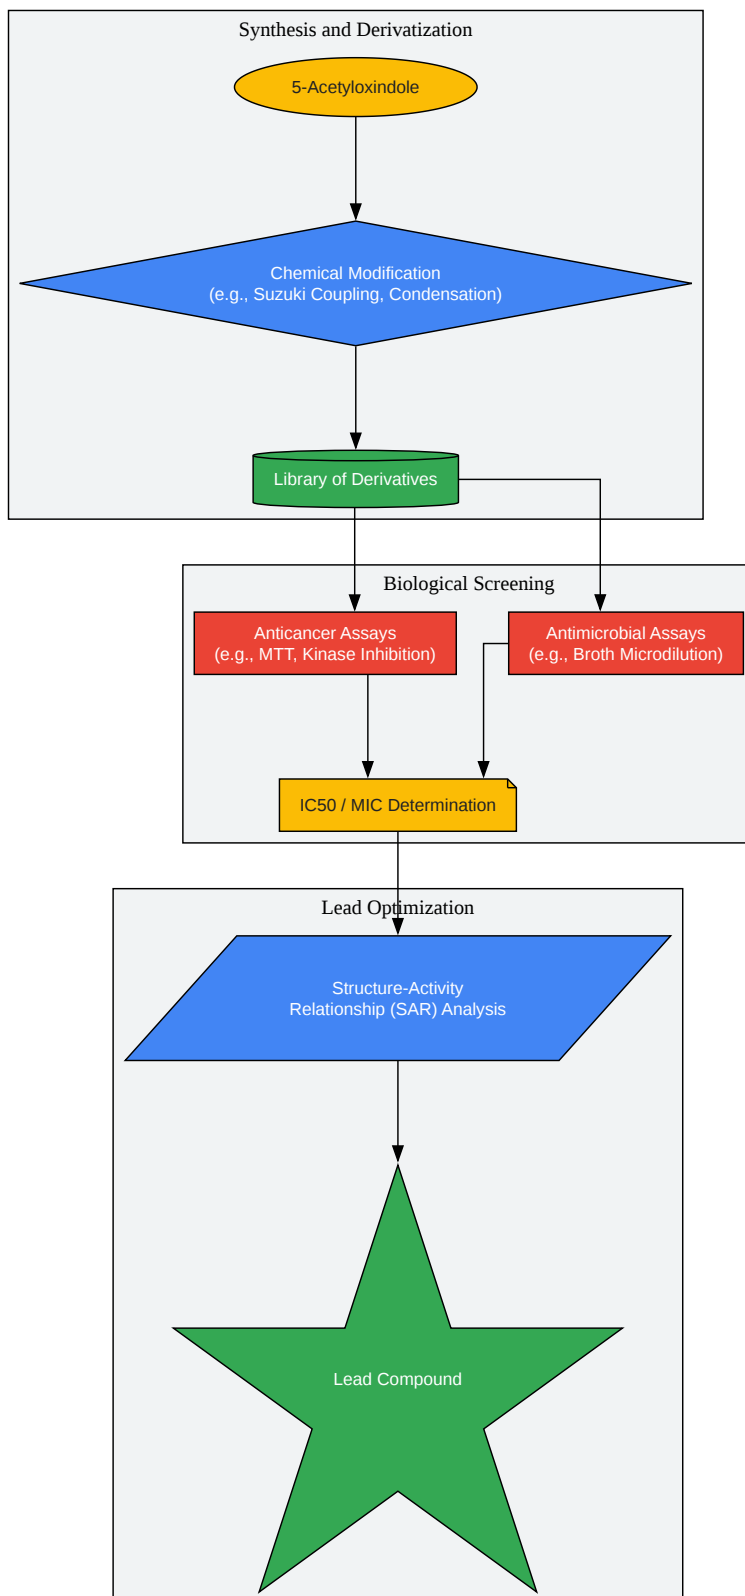 Synthesis and Derivatization
5-Acetyloxindole
Chemical Modification
(e.g., Suzuki Coupling, Condensation)
Library of Derivatives
Biological Screening
Anticancer Assays
(e.g., MTT, Kinase Inhibition)
Antimicrobial Assays
(e.g., Broth Microdilution)
IC50 / MIC Determination
Lead Optimization
Structure-Activity
Relationship (SAR) Analysis
Lead Compound